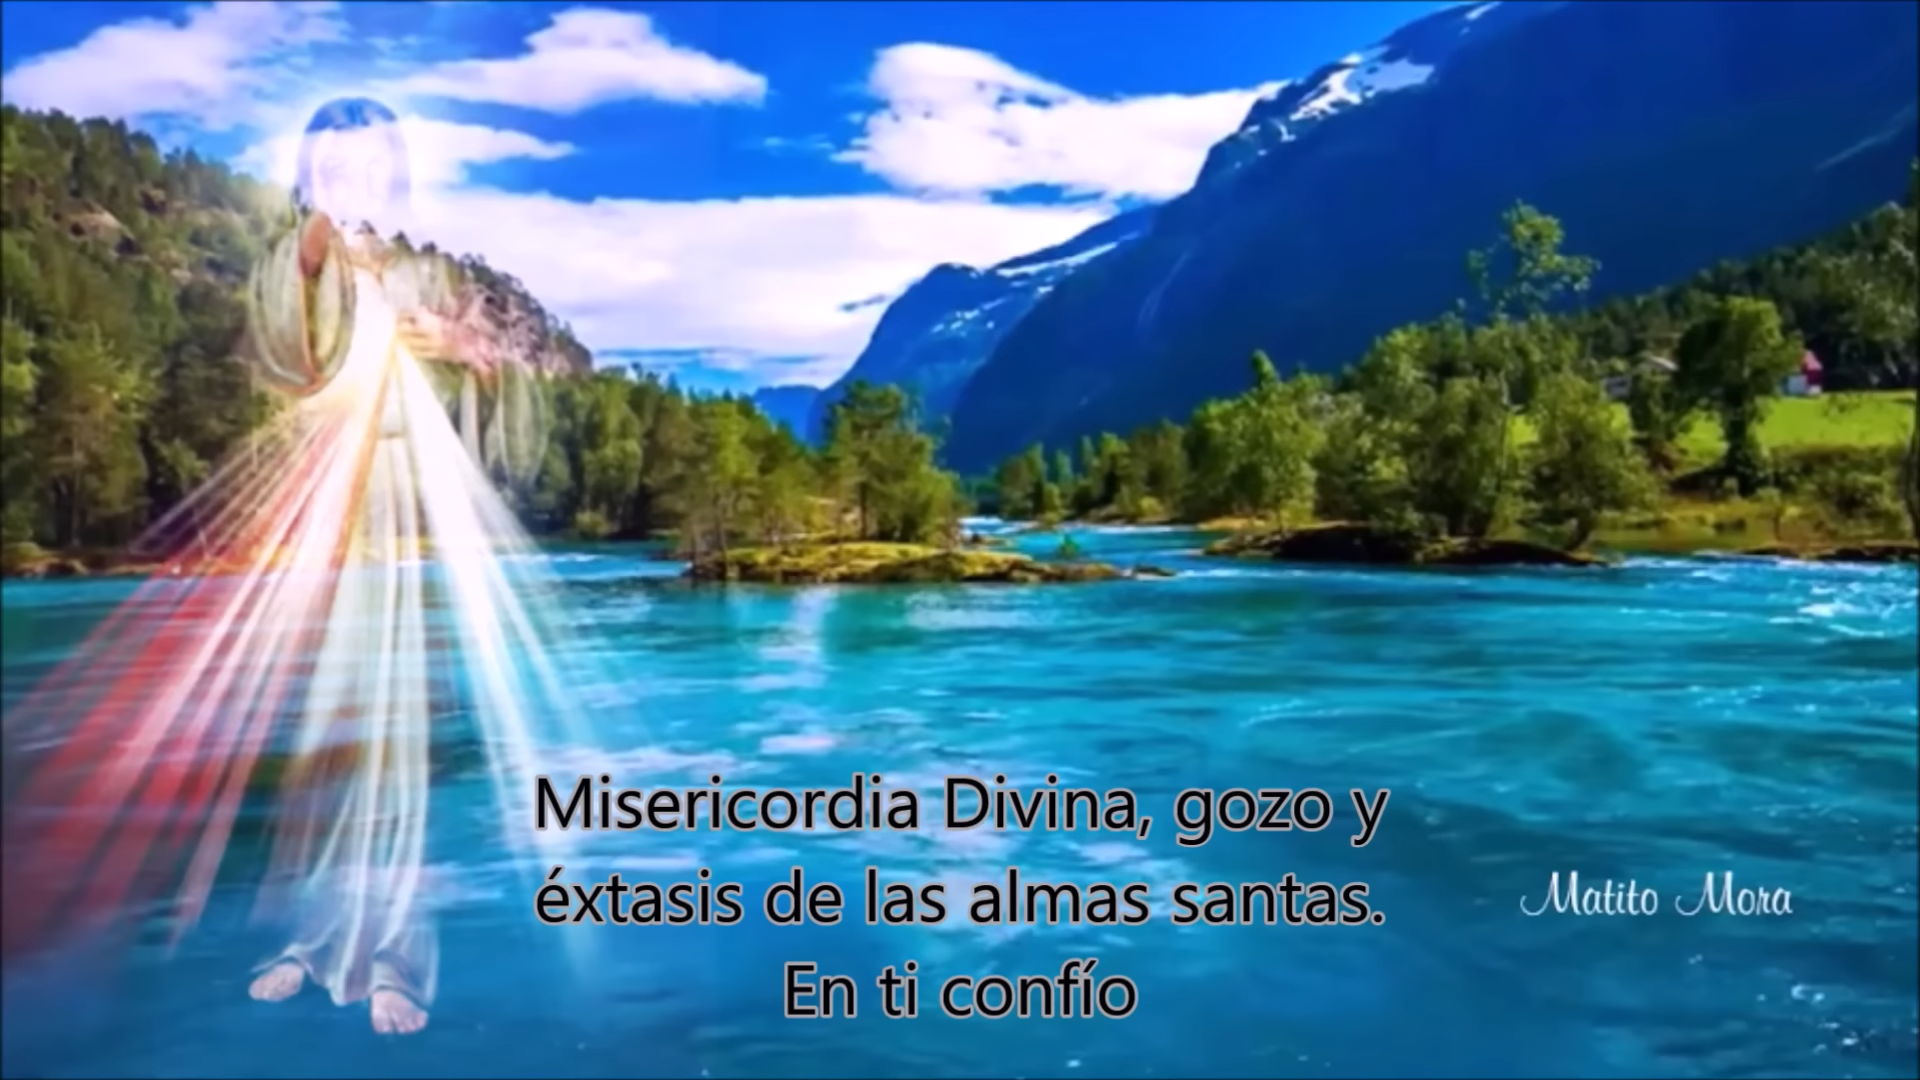 Misericordia Divina, gozo y
éxtasis de las almas santas.
En ti confío
Matito Mora